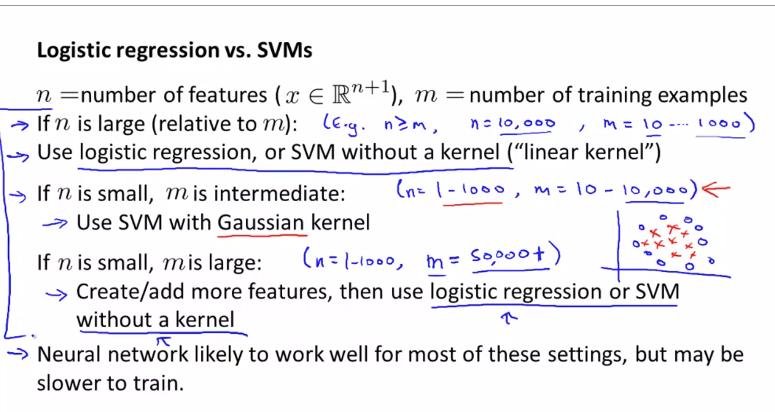 Logistic regression vs. SVMs
n =number of features ( x ∈ ℝⁿ⁺¹), m = number of training examples
→ If n is large (relative to m): (E.g. n ≥ m, n = 10,000 , m = 10 ... 1000)
→ Use logistic regression, or SVM without a kernel (“linear kernel”)
→ If n is small, m is intermediate: (n = 1 - 1000 , m = 10 - 10,000) ←
→ Use SVM with Gaussian kernel
If n is small, m is large: (n = 1 - 1000, m = 50,000+)
→ Create/add more features, then use logistic regression or SVM
without a kernel
→ Neural network likely to work well for most of these settings, but may be
slower to train.